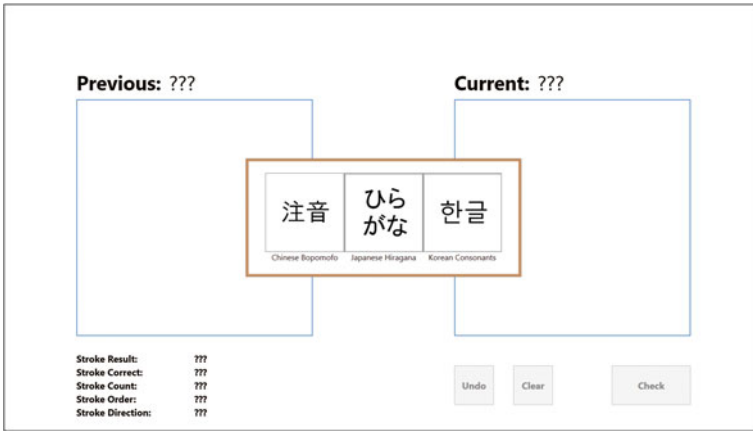 Previous: ???
Current: ???
注音
ひら
がな
한글
Chinese Bopomofo
Japanese Hiragana
Korean Consonants
Stroke Result: ???
Stroke Correct: ???
Stroke Count: ???
Stroke Order: ???
Stroke Direction: ???
Undo
Clear
Check